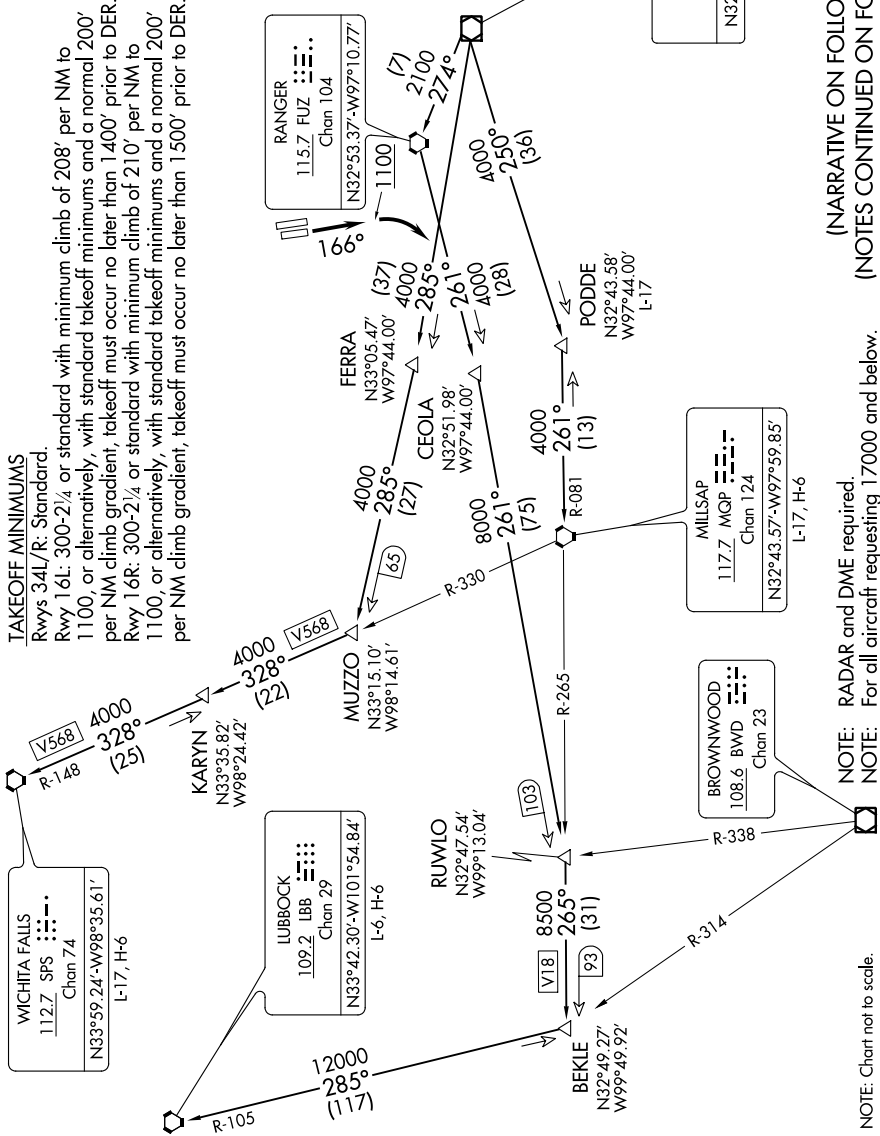 TAKEOFF MINIMUMS
Rwys 34L/R: Standard.
Rwy 16L: 300-2¼ or standard with minimum climb of 208' per NM to
1100, or alternatively, with standard takeoff minimums and a normal 200'
per NM climb gradient, takeoff must occur no later than 1400' prior to DER.
Rwy 16R: 300-2¼ or standard with minimum climb of 210' per NM to
1100, or alternatively, with standard takeoff minimums and a normal 200'
per NM climb gradient, takeoff must occur no later than 1500' prior to DER.
WICHITA FALLS
112.7 SPS
Chan 74
N33°59.24'-W98°35.61'
L-17, H-6
V568
4000
328°
(25)
R-148
KARYN
N33°35.82'
W98°24.42'
4000
328°
(22)
V568
MUZZO
N33°15.10'
W98°14.61'
65
4000
285°
(27)
FERRA
N33°05.47'
W97°44.00'
(37)
4000
285°
166°
1100
RANGER
115.7 FUZ
Chan 104
N32°53.37'-W97°10.77'
(7)
2100
274°
261°
4000
(28)
CEOLA
N32°51.98'
W97°44.00'
4000
250°
(36)
PODDE
N32°43.58'
W97°44.00'
L-17
4000
261°
(13)
R-081
8000
261°
(75)
R-330
R-265
MILLSAP
117.7 MQP
Chan 124
N32°43.57'-W97°59.85'
L-17, H-6
LUBBOCK
109.2 LBB
Chan 29
N33°42.30'-W101°54.84'
L-6, H-6
RUWLO
N32°47.54'
W99°13.04'
103
8500
265°
(31)
V18
93
BEKLE
N32°49.27'
W99°49.92'
12000
285°
(117)
R-105
BROWNWOOD
108.6 BWD
Chan 23
R-338
R-314
N32
(NARRATIVE ON FOLLO
(NOTES CONTINUED ON FO
NOTE: RADAR and DME required.
NOTE: For all aircraft requesting 17000 and below.
NOTE: Chart not to scale.